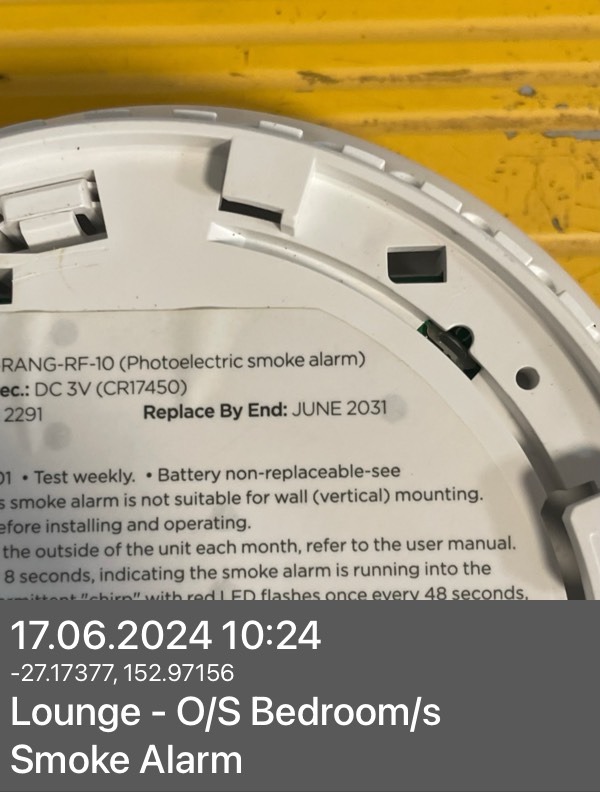 -RANG-RF-10 (Photoelectric smoke alarm)
ec.: DC 3V (CR17450)
2291 Replace By End: JUNE 2031
01 • Test weekly. • Battery non-replaceable-see
s smoke alarm is not suitable for wall (vertical) mounting.
efore installing and operating.
the outside of the unit each month, refer to the user manual.
8 seconds, indicating the smoke alarm is running into the
"chirp" with red LED flashes once every 48 seconds.
17.06.2024 10:24
-27.17377, 152.97156
Lounge - O/S Bedroom/s
Smoke Alarm